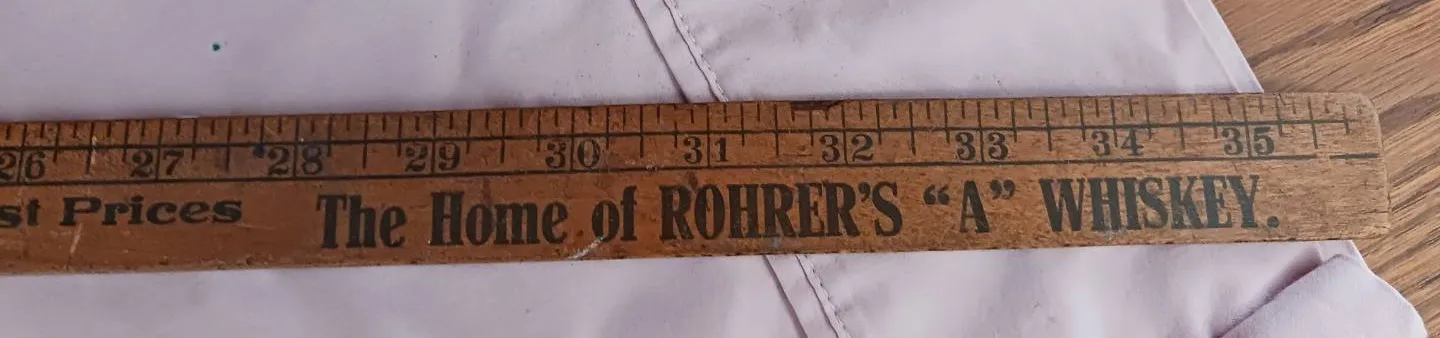 26 27 28 29 30 31 32 33 34 35
st Prices The Home of ROHRER'S “A” WHISKEY.